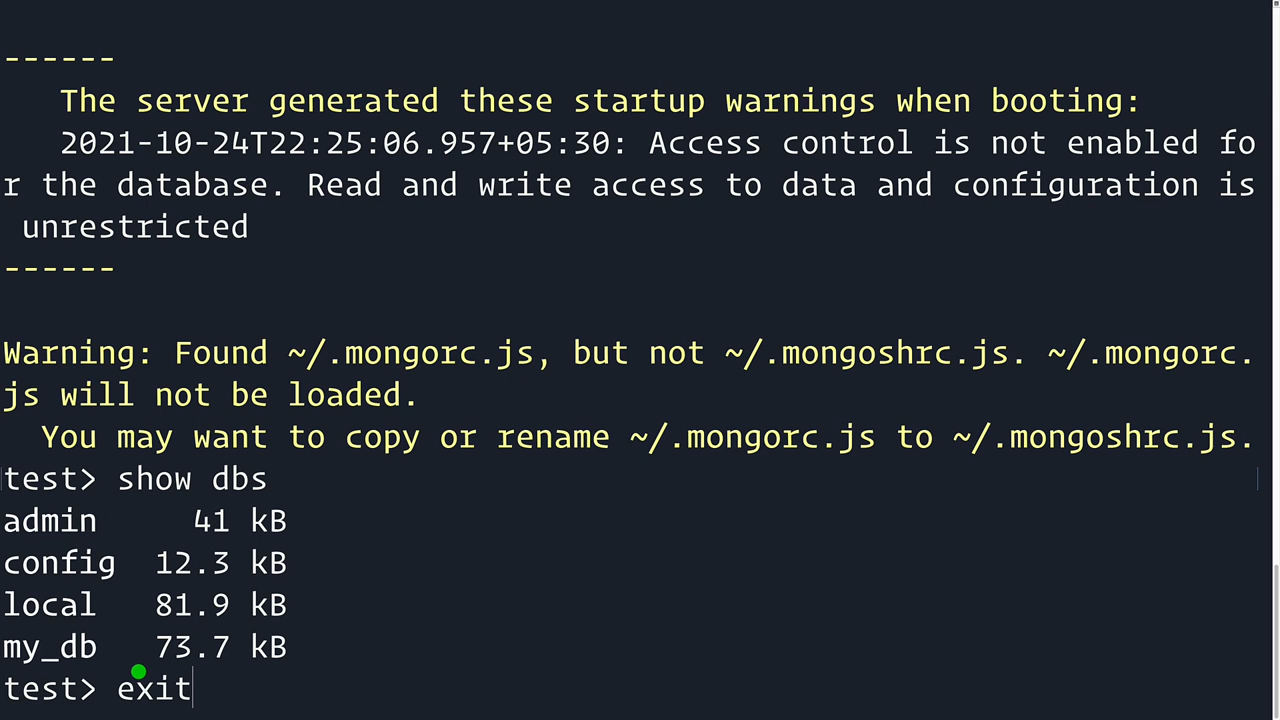 ------
The server generated these startup warnings when booting:
2021-10-24T22:25:06.957+05:30: Access control is not enabled fo
r the database. Read and write access to data and configuration is
unrestricted
------
Warning: Found ~/.mongorc.js, but not ~/.mongoshrc.js. ~/.mongorc.
js will not be loaded.
You may want to copy or rename ~/.mongorc.js to ~/.mongoshrc.js.
test> show dbs
admin     41 kB
config  12.3 kB
local   81.9 kB
my_db   73.7 kB
test> exit